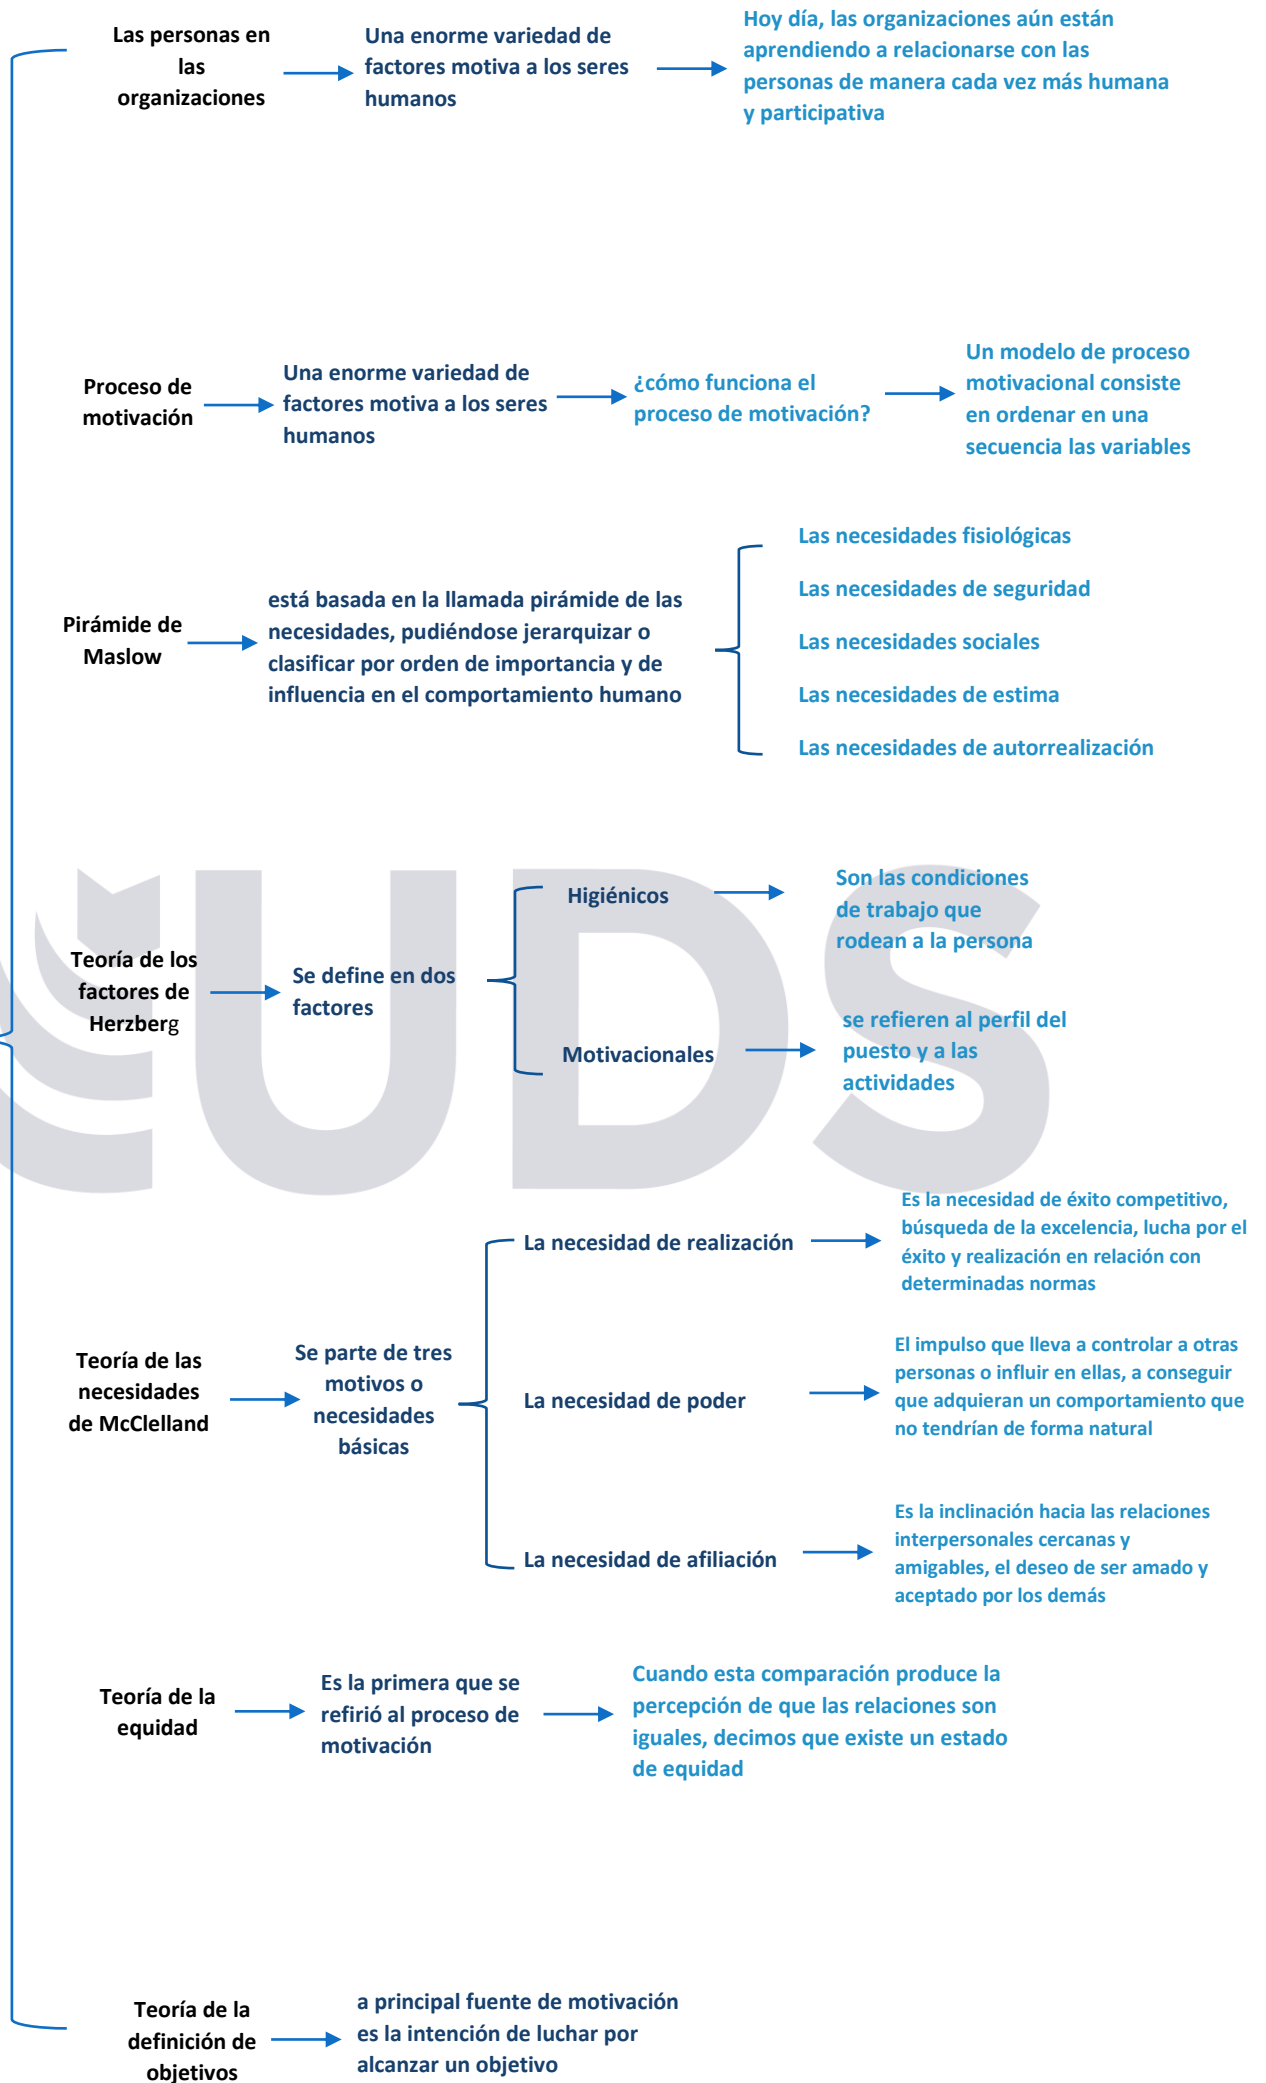 Las personas en
las
organizaciones
Una enorme variedad de
factores motiva a los seres
humanos
Hoy día, las organizaciones aún están
aprendiendo a relacionarse con las
personas de manera cada vez más humana
y participativa
Proceso de
motivación
Una enorme variedad de
factores motiva a los seres
humanos
¿cómo funciona el
proceso de motivación?
Un modelo de proceso
motivacional consiste
en ordenar en una
secuencia las variables
Pirámide de
Maslow
está basada en la llamada pirámide de las
necesidades, pudiéndose jerarquizar o
clasificar por orden de importancia y de
influencia en el comportamiento humano
Las necesidades fisiológicas
Las necesidades de seguridad
Las necesidades sociales
Las necesidades de estima
Las necesidades de autorrealización
Teoría de los
factores de
Herzberg
Se define en dos
factores
Higiénicos
Son las condiciones
de trabajo que
rodean a la persona
Motivacionales
se refieren al perfil del
puesto y a las
actividades
UDS
Teoría de las
necesidades
de McClelland
Se parte de tres
motivos o
necesidades
básicas
La necesidad de realización
Es la necesidad de éxito competitivo,
búsqueda de la excelencia, lucha por el
éxito y realización en relación con
determinadas normas
La necesidad de poder
El impulso que lleva a controlar a otras
personas o influir en ellas, a conseguir
que adquieran un comportamiento que
no tendrían de forma natural
La necesidad de afiliación
Es la inclinación hacia las relaciones
interpersonales cercanas y
amigables, el deseo de ser amado y
aceptado por los demás
Teoría de la
equidad
Es la primera que se
refirió al proceso de
motivación
Cuando esta comparación produce la
percepción de que las relaciones son
iguales, decimos que existe un estado
de equidad
Teoría de la
definición de
objetivos
a principal fuente de motivación
es la intención de luchar por
alcanzar un objetivo